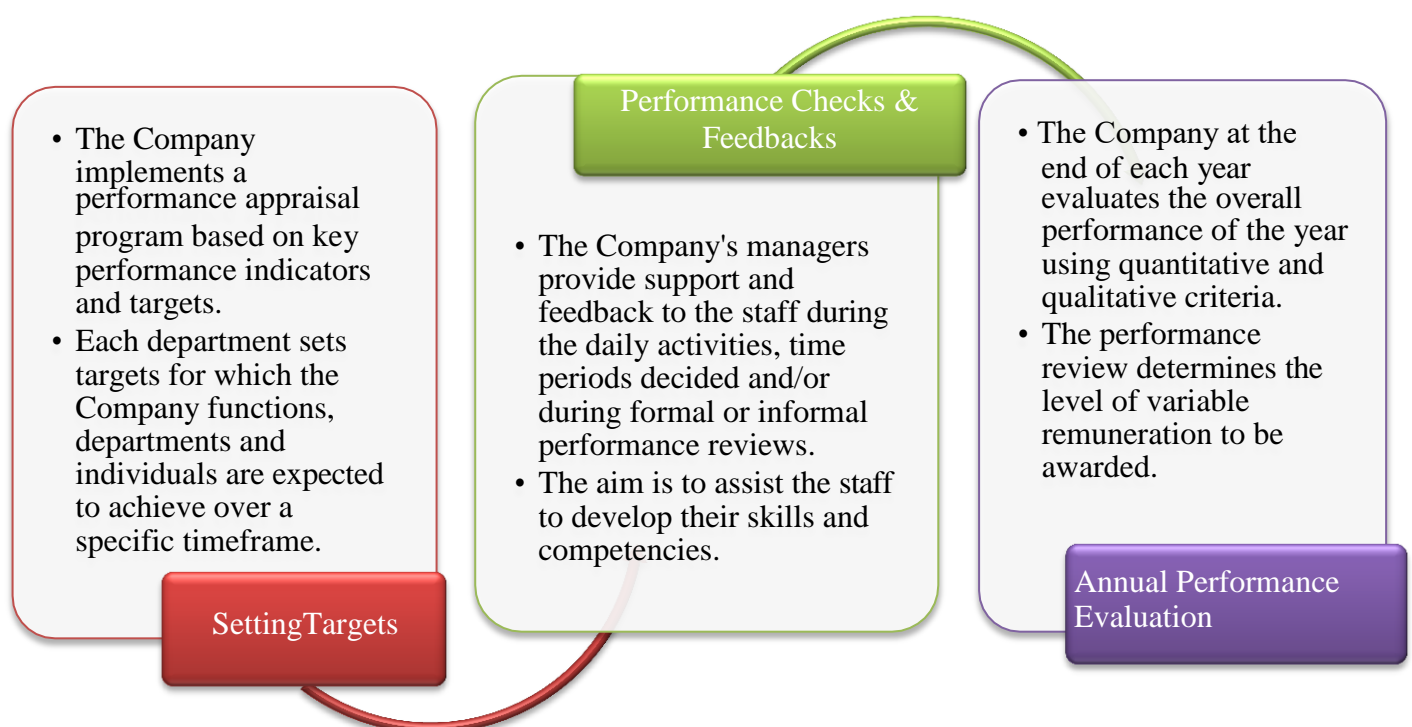 • The Company
implements a
performance appraisal
program based on key
performance indicators
and targets.
• Each department sets
targets for which the
Company functions,
departments and
individuals are expected
to achieve over a
specific timeframe.
SettingTargets
Performance Checks &
Feedbacks
• The Company's managers
provide support and
feedback to the staff during
the daily activities, time
periods decided and/or
during formal or informal
performance reviews.
• The aim is to assist the staff
to develop their skills and
competencies.
• The Company at the
end of each year
evaluates the overall
performance of the year
using quantitative and
qualitative criteria.
• The performance
review determines the
level of variable
remuneration to be
awarded.
Annual Performance
Evaluation